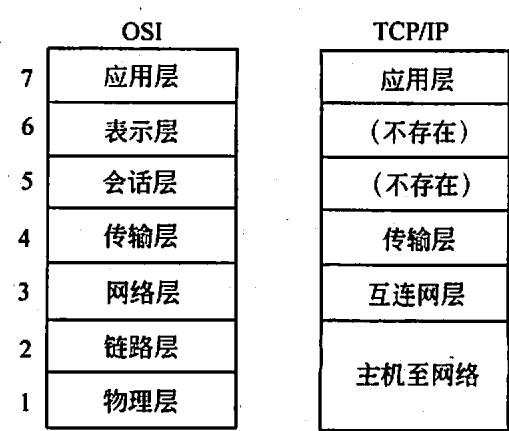 OSI TCP/IP
7 应用层 应用层
6 表示层 (不存在)
5 会话层 (不存在)
4 传输层 传输层
3 网络层 互连网层
2 链路层 主机至网络
1 物理层